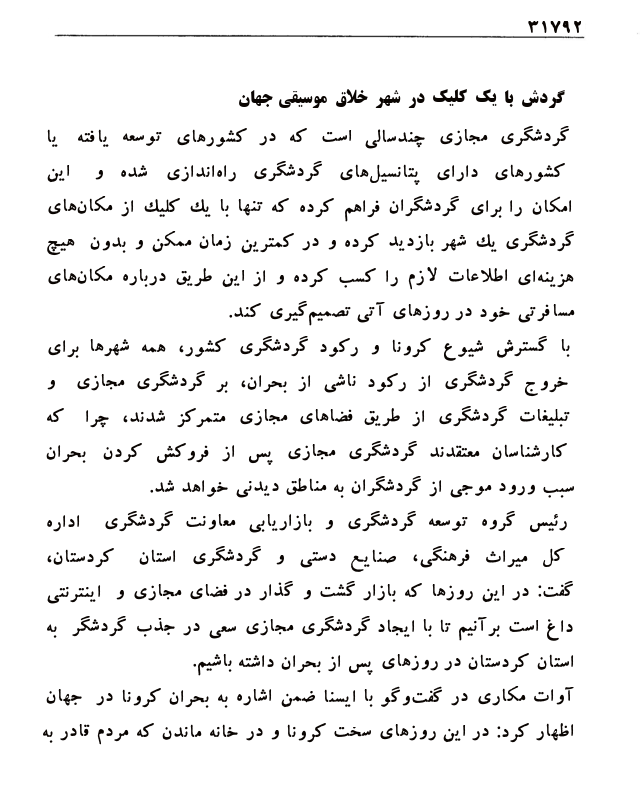 ۳۱۷۹۲
گردش با یک کلیک در شهر خلاق موسیقی جهان
گردشگری مجازی چندسالی است که در کشورهای توسعه یافته یا
کشورهای دارای پتانسیل‌های گردشگری راه‌اندازی شده و این
امکان را برای گردشگران فراهم کرده که تنها با یك کلیك از مکان‌های
گردشگری یك شهر بازدید کرده و در کمترین زمان ممکن و بدون هیچ
هزینه‌ای اطلاعات لازم را کسب کرده و از این طریق درباره مکان‌های
مسافرتی خود در روزهای آتی تصمیم‌گیری کند.
با گسترش شیوع کرونا و رکود گردشگری کشور، همه شهرها برای
خروج گردشگری از رکود ناشی از بحران، بر گردشگری مجازی و
تبلیغات گردشگری از طریق فضاهای مجازی متمرکز شدند، چرا که
کارشناسان معتقدند گردشگری مجازی پس از فروکش کردن بحران
سبب ورود موجی از گردشگران به مناطق دیدنی خواهد شد.
رئیس گروه توسعه گردشگری و بازاریابی معاونت گردشگری اداره
کل میراث فرهنگی، صنایع دستی و گردشگری استان کردستان،
گفت: در این روزها که بازار گشت و گذار در فضای مجازی و اینترنتی
داغ است برآنیم تا با ایجاد گردشگری مجازی سعی در جذب گردشگر به
استان کردستان در روزهای پس از بحران داشته باشیم.
آوات مکاری در گفت‌وگو با ایسنا ضمن اشاره به بحران کرونا در جهان
اظهار کرد: در این روزهای سخت کرونا و در خانه ماندن که مردم قادر به